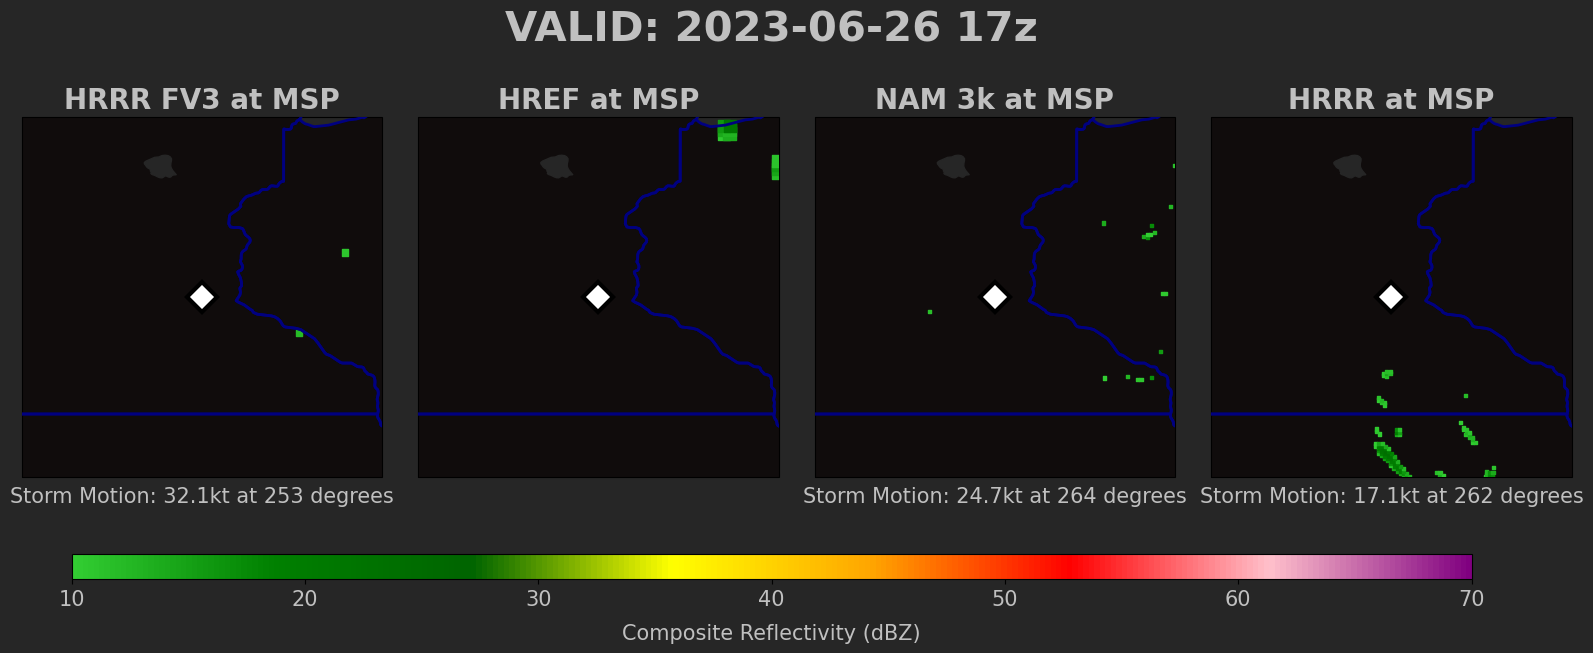 VALID: 2023-06-26 17z
HRRR FV3 at MSP
HREF at MSP
NAM 3k at MSP
HRRR at MSP
Storm Motion: 32.1kt at 253 degrees
Storm Motion: 24.7kt at 264 degrees
Storm Motion: 17.1kt at 262 degrees
10 20 30 40 50 60 70
Composite Reflectivity (dBZ)